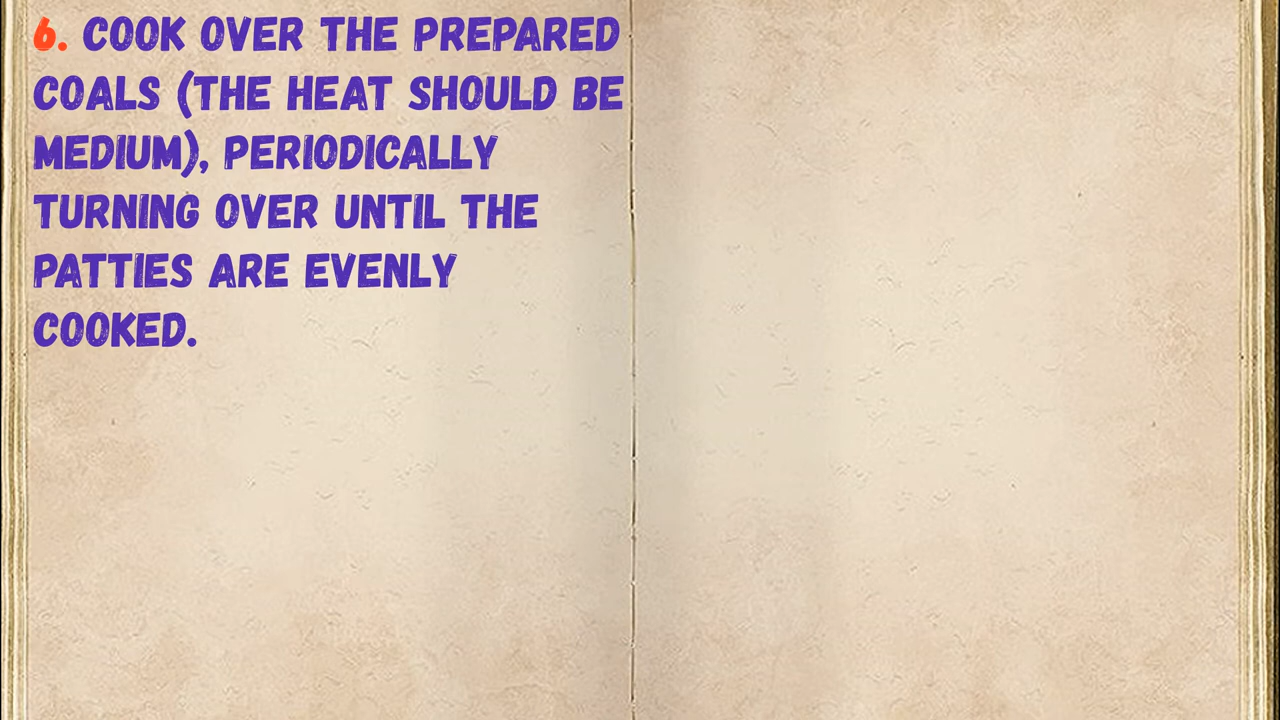 6. COOK OVER THE PREPARED
COALS (THE HEAT SHOULD BE
MEDIUM), PERIODICALLY
TURNING OVER UNTIL THE
PATTIES ARE EVENLY
COOKED.